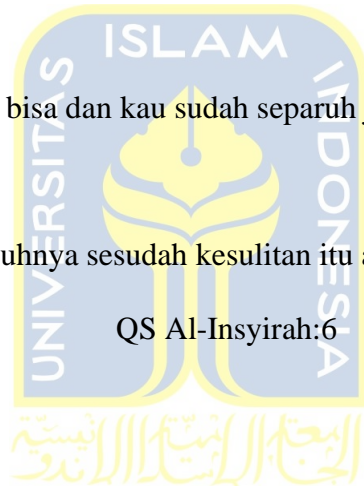 ISLAM
UNIVERSITAS
INDONESIA
bisa dan kau sudah separuh
uhnya sesudah kesulitan itu a
QS Al-Insyirah:6